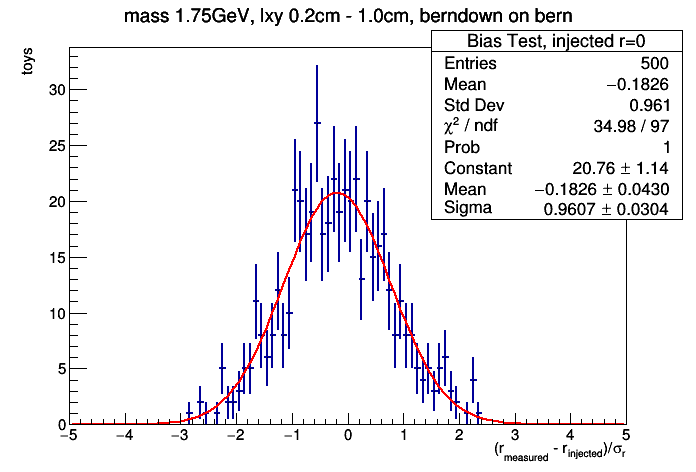 mass 1.75GeV, lxy 0.2cm - 1.0cm, berndown on bern
Bias Test, injected r=0
Entries 500
Mean −0.1826
Std Dev 0.961
χ² / ndf 34.98 / 97
Prob 1
Constant 20.76 ± 1.14
Mean −0.1826 ± 0.0430
Sigma 0.9607 ± 0.0304
toys
30
25
20
15
10
5
0
−5 −4 −3 −2 −1 0 1 2 3 4 5
(r_measured - r_injected)/σ_r